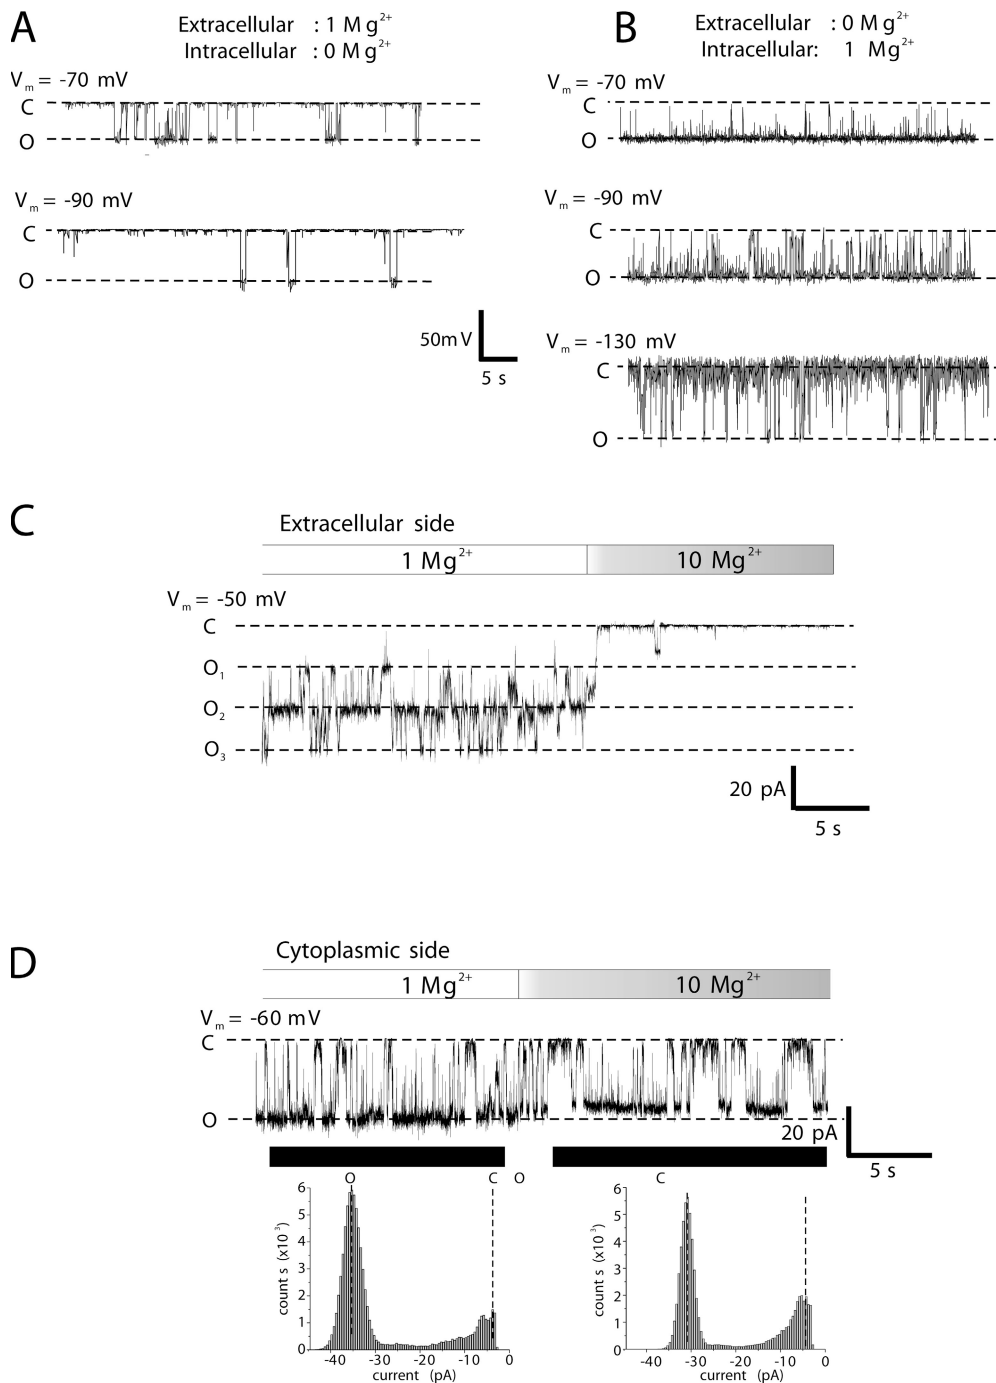 A
Extracellular : 1 Mg²⁺
Intracellular : 0 Mg²⁺
Vm = -70 mV
C
O
Vm = -90 mV
C
O
50mV
5 s
B
Extracellular : 0 Mg²⁺
Intracellular: 1 Mg²⁺
Vm = -70 mV
C
O
Vm = -90 mV
C
O
Vm = -130 mV
C
O
C
Extracellular side
1 Mg²⁺ 10 Mg²⁺
Vm = -50 mV
C
O1
O2
O3
20 pA
5 s
D
Cytoplasmic side
1 Mg²⁺ 10 Mg²⁺
Vm = -60 mV
C
O
20 pA
5 s
O C O C
6
5
4
3
2
1
0
count s (x10³)
-40 -30 -20 -10 0
current (pA)
6
5
4
3
2
1
0
count s (x10³)
-40 -30 -20 -10 0
current (pA)